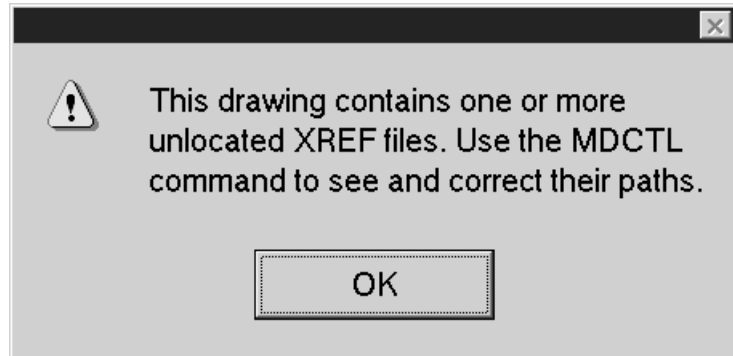 This drawing contains one or more
unlocated XREF files. Use the MDCTL
command to see and correct their paths.
OK